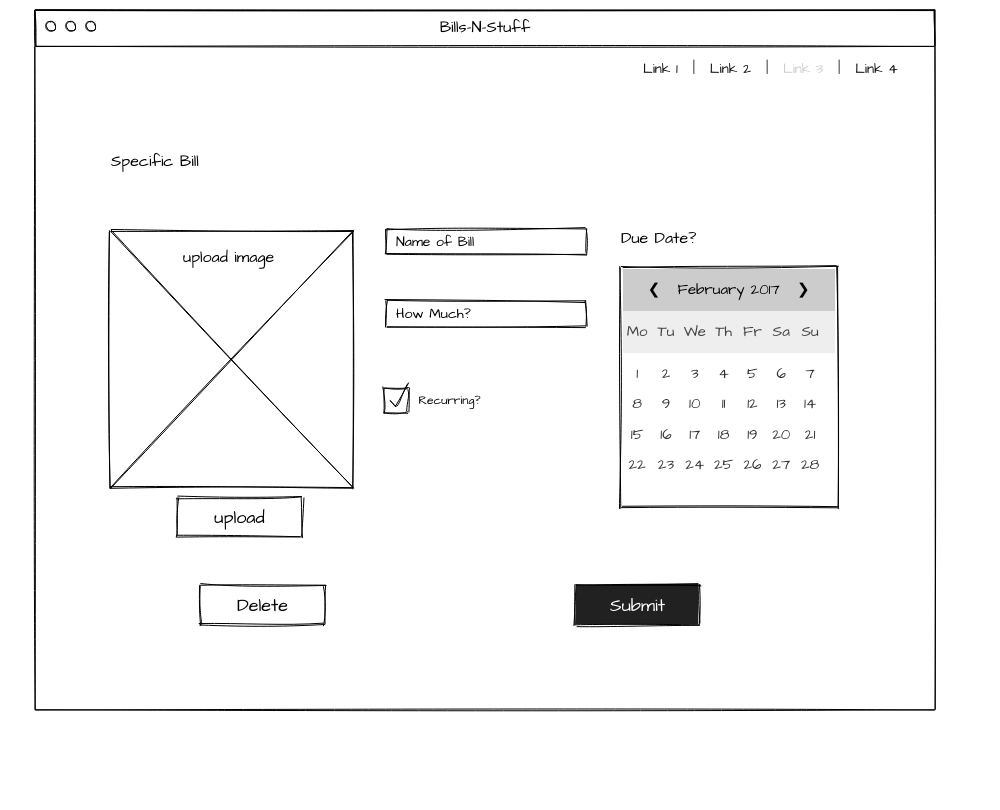 Bills-N-Stuff
Link 1 | Link 2 | Link 3 | Link 4
Specific Bill
upload image
Name of Bill
How Much?
Recurring?
Due Date?
❮ February 2017 ❯
Mo Tu We Th Fr Sa Su
1 2 3 4 5 6 7
8 9 10 11 12 13 14
15 16 17 18 19 20 21
22 23 24 25 26 27 28
upload
Delete
Submit